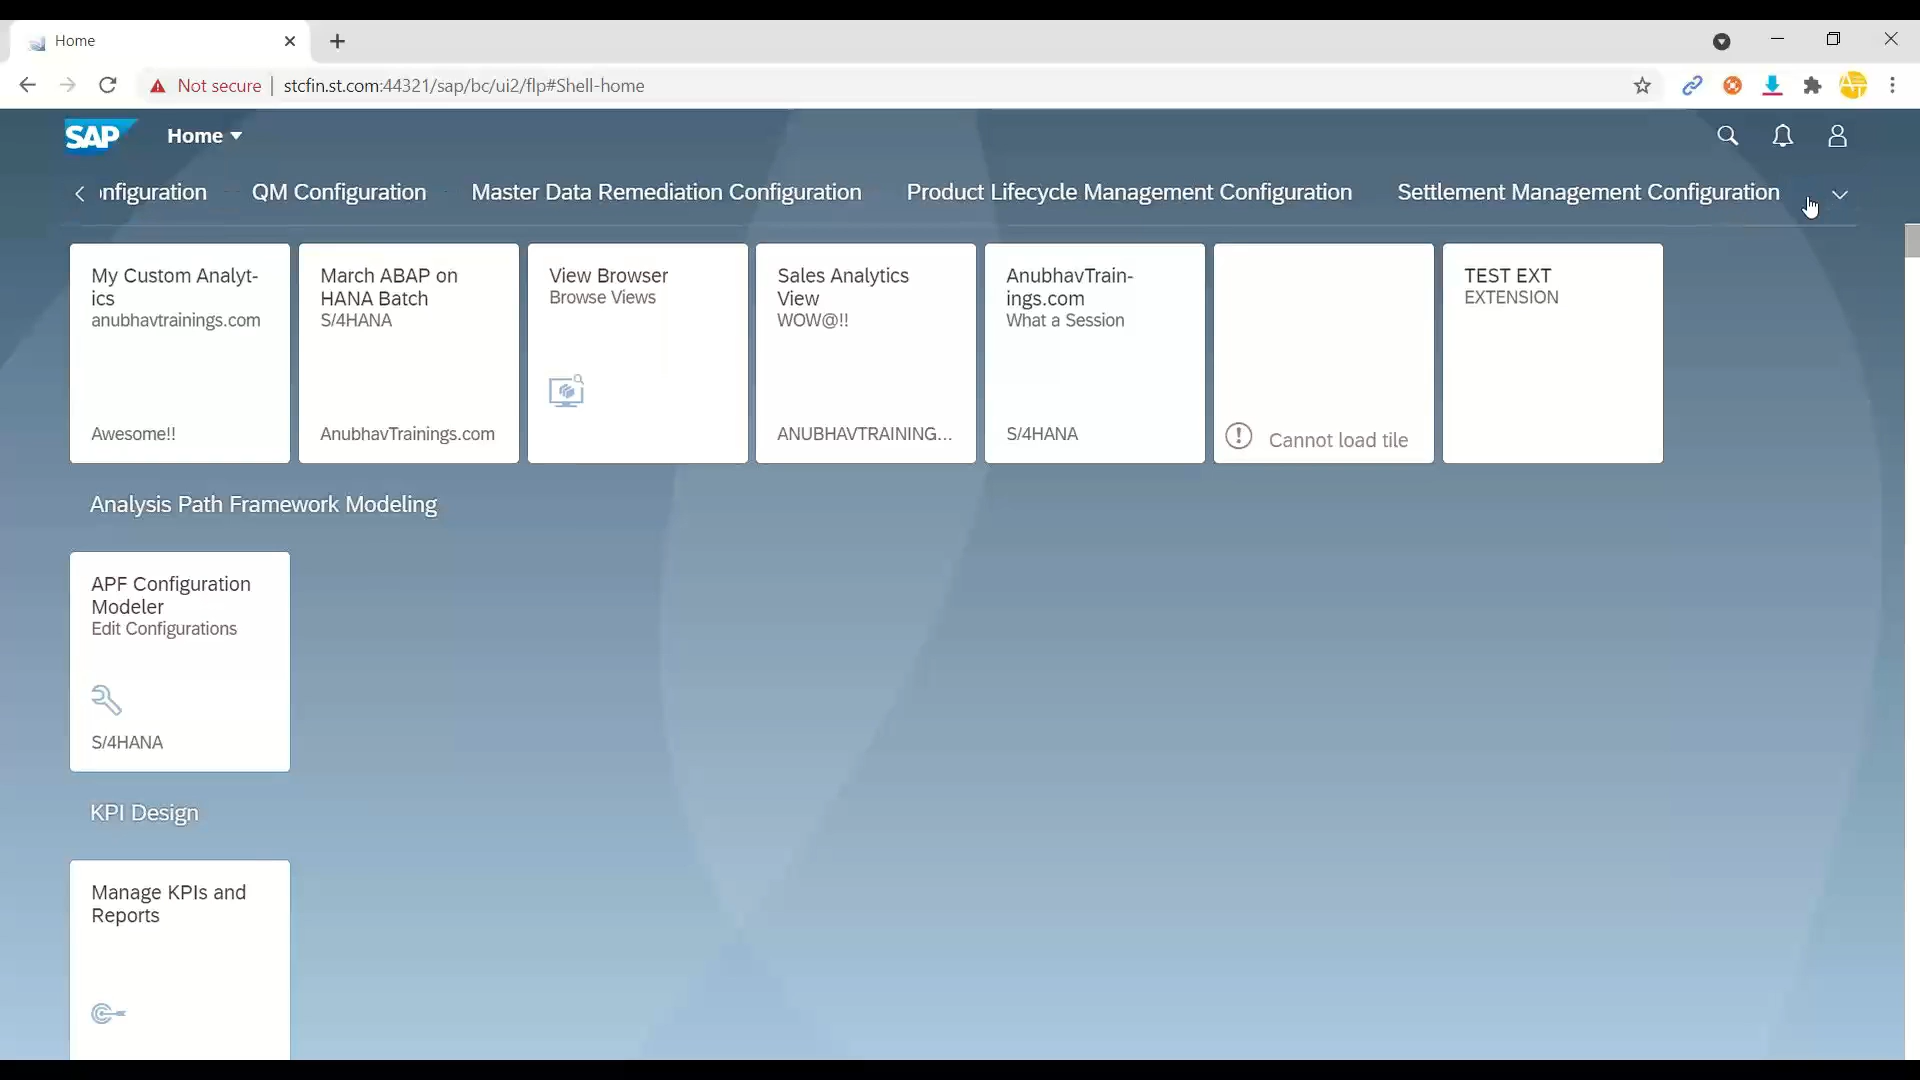 Home
Not secure
stcfin.st.com:44321/sap/bc/ui2/flp#Shell-home
SAP
Home
onfiguration
QM Configuration
Master Data Remediation Configuration
Product Lifecycle Management Configuration
Settlement Management Configuration
My Custom Analyt-
ics
anubhavtrainings.com
Awesome!!
March ABAP on
HANA Batch
S/4HANA
AnubhavTrainings.com
View Browser
Browse Views
Sales Analytics
View
WOW@!!
ANUBHAVTRAINING...
AnubhavTrain-
ings.com
What a Session
S/4HANA
Cannot load tile
TEST EXT
EXTENSION
Analysis Path Framework Modeling
APF Configuration
Modeler
Edit Configurations
S/4HANA
KPI Design
Manage KPIs and
Reports